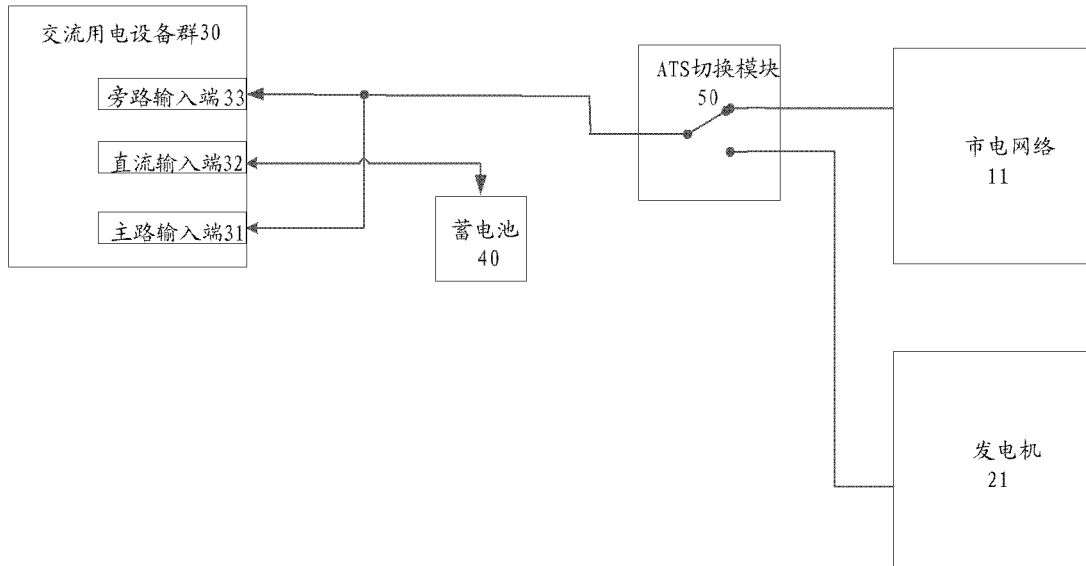 交流用电设备群30
旁路输入端33
直流输入端32
主路输入端31
蓄电池
40
ATS切换模块
50
市电网络
11
发电机
21